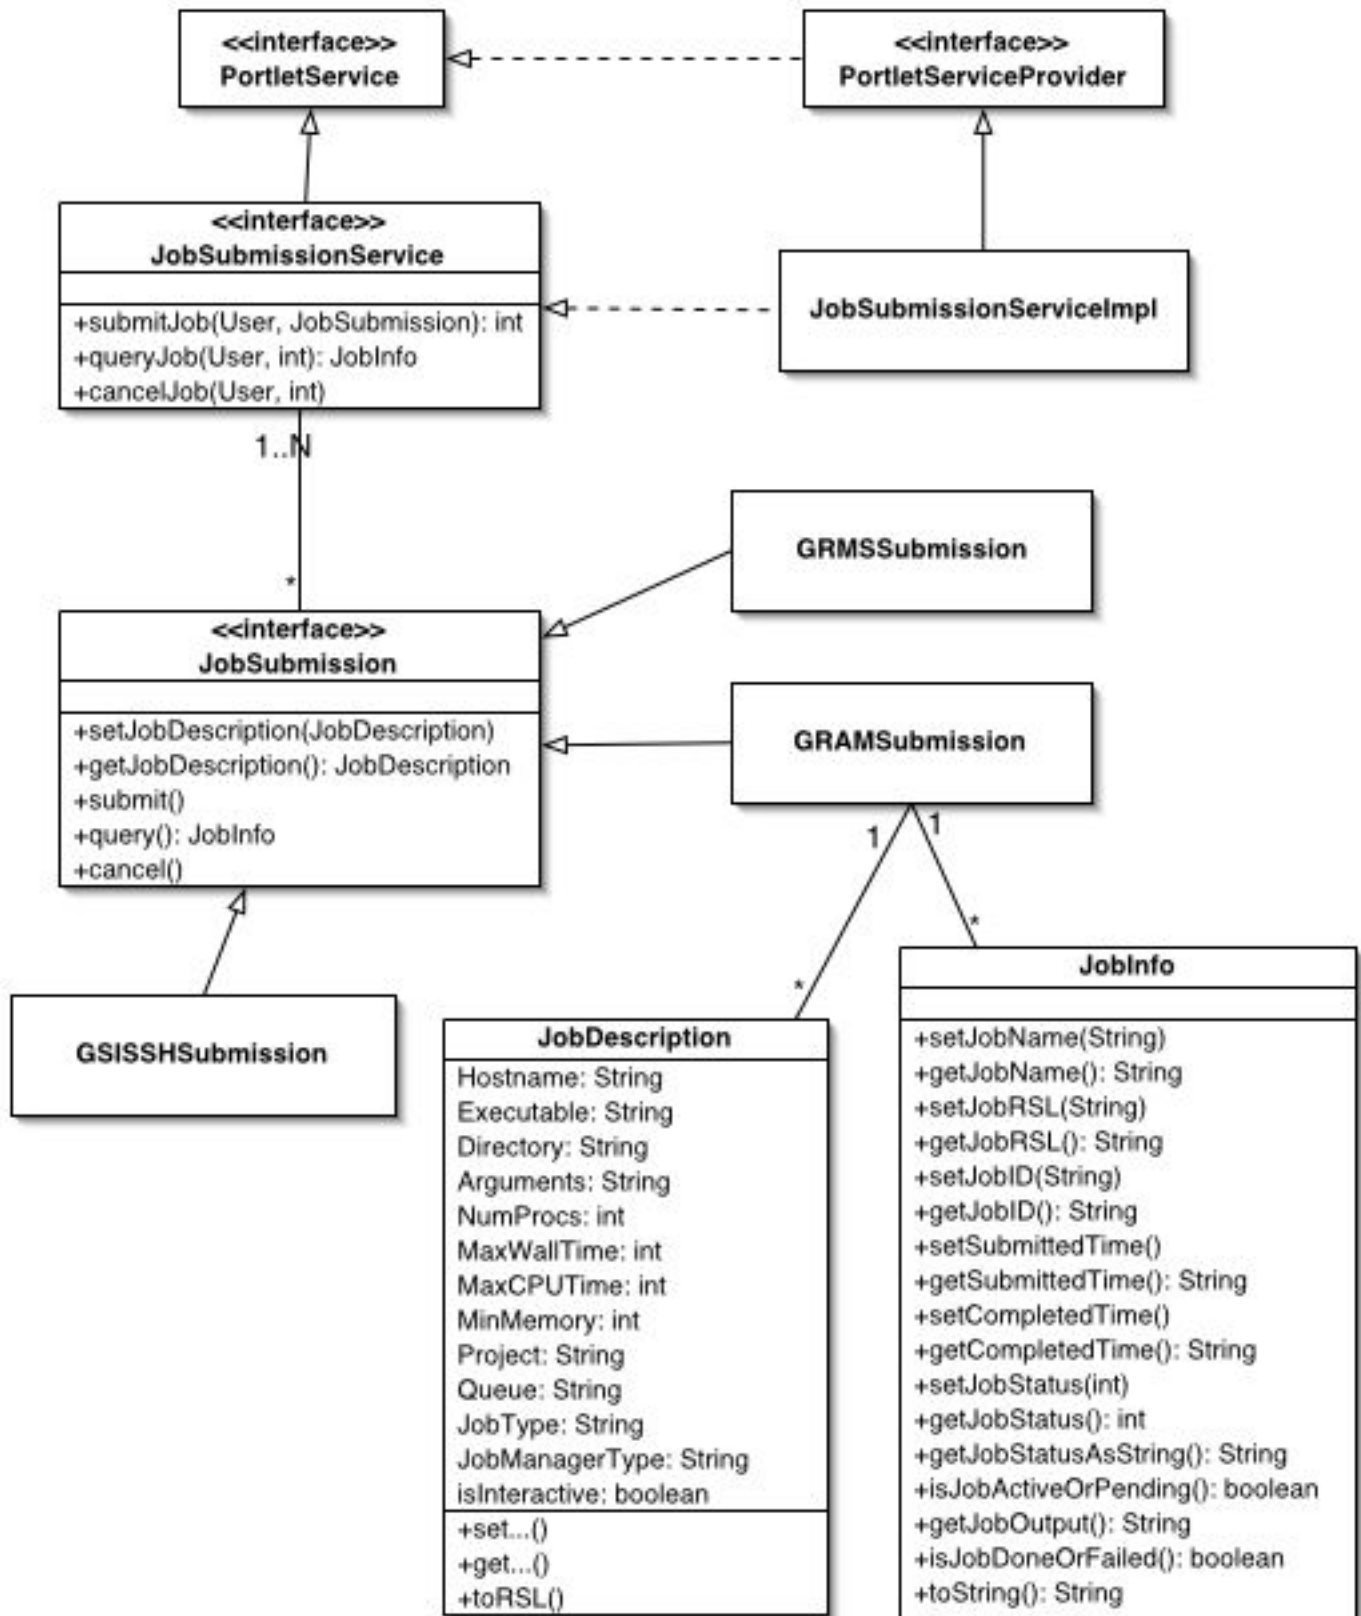 <<interface>>
PortletService
<<interface>>
PortletServiceProvider
<<interface>>
JobSubmissionService
+submitJob(User, JobSubmission): int
+queryJob(User, int): JobInfo
+cancelJob(User, int)
JobSubmissionServiceImpl
1..N
*
<<interface>>
JobSubmission
+setJobDescription(JobDescription)
+getJobDescription(): JobDescription
+submit()
+query(): JobInfo
+cancel()
GRMSSubmission
GRAMSubmission
1
1
*
*
GSISSHSubmission
JobDescription
Hostname: String
Executable: String
Directory: String
Arguments: String
NumProcs: int
MaxWallTime: int
MaxCPUTime: int
MinMemory: int
Project: String
Queue: String
JobType: String
JobManagerType: String
isInteractive: boolean
+set...()
+get...()
+toRSL()
JobInfo
+setJobName(String)
+getJobName(): String
+setJobRSL(String)
+getJobRSL(): String
+setJobID(String)
+getJobID(): String
+setSubmittedTime()
+getSubmittedTime(): String
+setCompletedTime()
+getCompletedTime(): String
+setJobStatus(int)
+getJobStatus(): int
+getJobStatusAsString(): String
+isJobActiveOrPending(): boolean
+getJobOutput(): String
+isJobDoneOrFailed(): boolean
+toString(): String